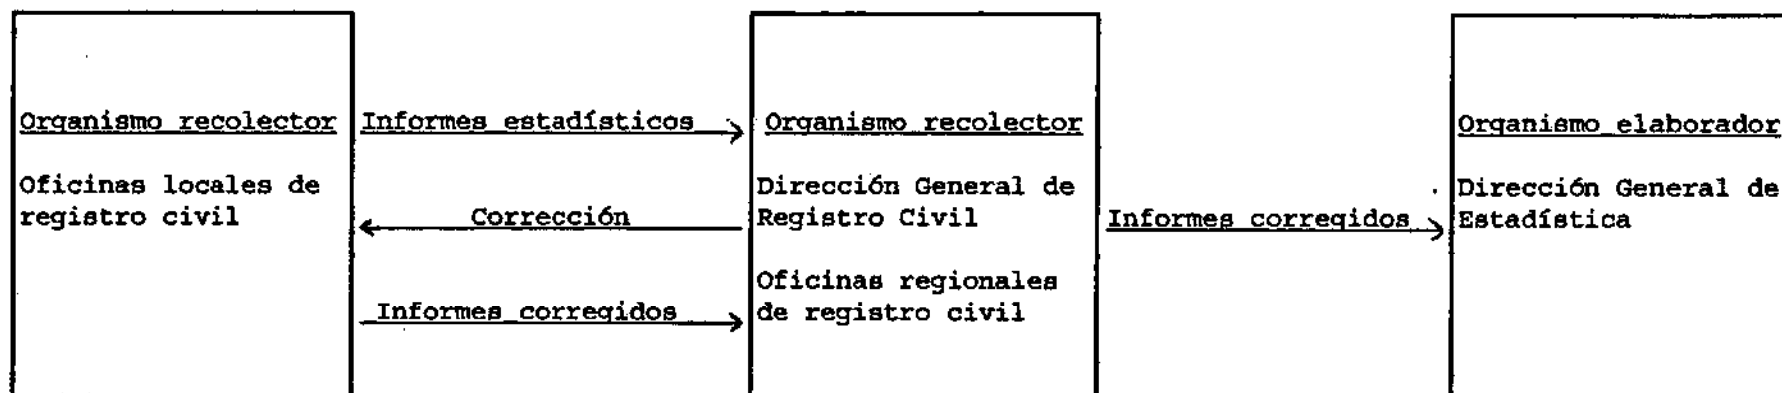 Organismo recolector
Oficinas locales de
registro civil
Informes estadísticos
Corrección
Informes corregidos
Organismo recolector
Dirección General de
Registro Civil
Oficinas regionales
de registro civil
Informes corregidos
Organismo elaborador
Dirección General de
Estadística